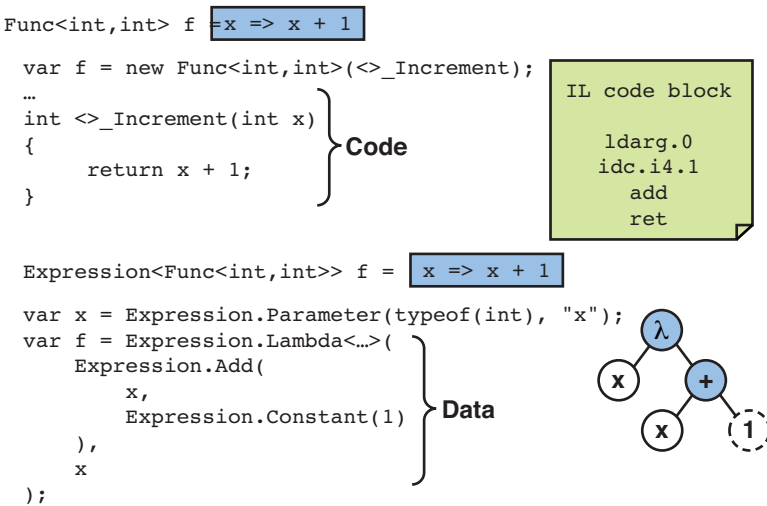 Func<int,int> f = x => x + 1
var f = new Func<int,int>(<>_Increment);
…
int <>_Increment(int x)
{
return x + 1;
}
Code
IL code block
ldarg.0
idc.i4.1
add
ret
Expression<Func<int,int>> f = x => x + 1
var x = Expression.Parameter(typeof(int), "x");
var f = Expression.Lambda<…>(
Expression.Add(
x,
Expression.Constant(1)
),
x
);
Data
λ
x +
x 1